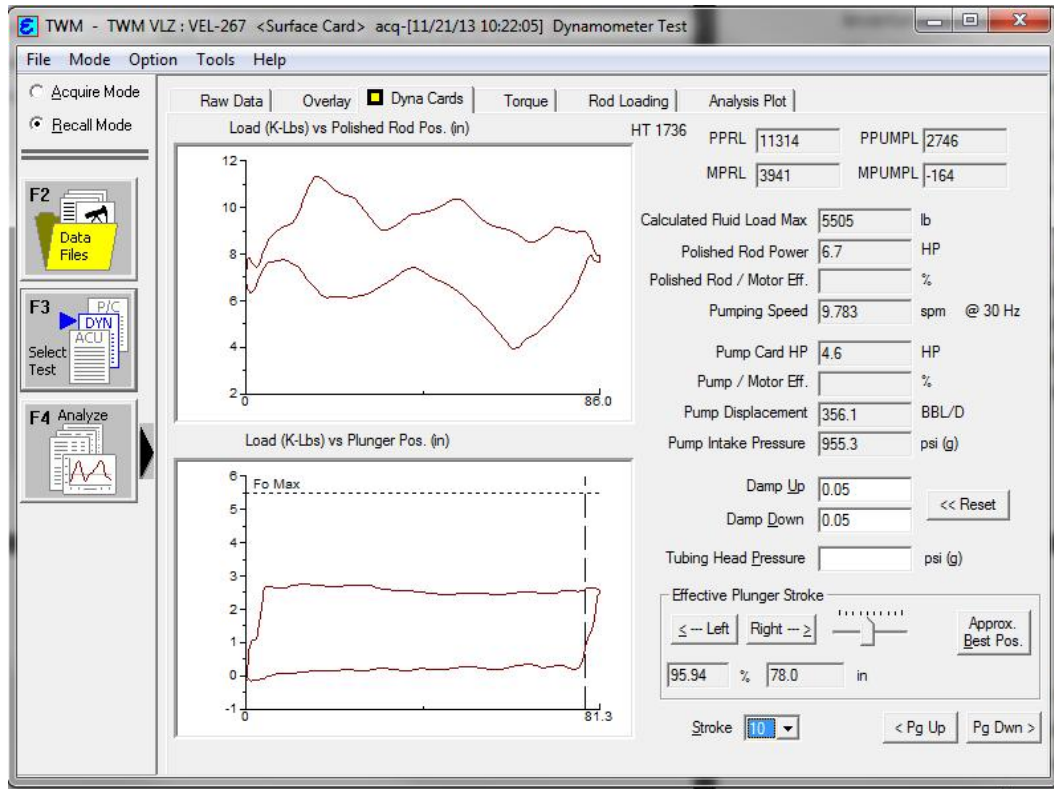 TWM - TWM VLZ : VEL-267 <Surface Card> acq-[11/21/13 10:22:05] Dynamometer Test
File Mode Option Tools Help
Acquire Mode
Recall Mode
F2
Data
Files
F3
P/C
DYN
ACU
Select
Test
F4 Analyze
Raw Data Overlay Dyna Cards Torque Rod Loading Analysis Plot
Load (K-Lbs) vs Polished Rod Pos. (in)
12
10
8
6
4
2
0 86.0
Load (K-Lbs) vs Plunger Pos. (in)
6
Fo Max
5
4
3
2
1
0
-1
0 81.3
HT 1736
PPRL 11314 PPUMPL 2746
MPRL 3941 MPUMPL -164
Calculated Fluid Load Max 5505 lb
Polished Rod Power 6.7 HP
Polished Rod / Motor Eff. %
Pumping Speed 9.783 spm @ 30 Hz
Pump Card HP 4.6 HP
Pump / Motor Eff. %
Pump Displacement 356.1 BBL/D
Pump Intake Pressure 955.3 psi (g)
Damp Up 0.05
<< Reset
Damp Down 0.05
Tubing Head Pressure psi (g)
Effective Plunger Stroke
< --- Left Right --- >
Approx.
Best Pos.
95.94 % 78.0 in
Stroke 10 < Pg Up Pg Dwn >